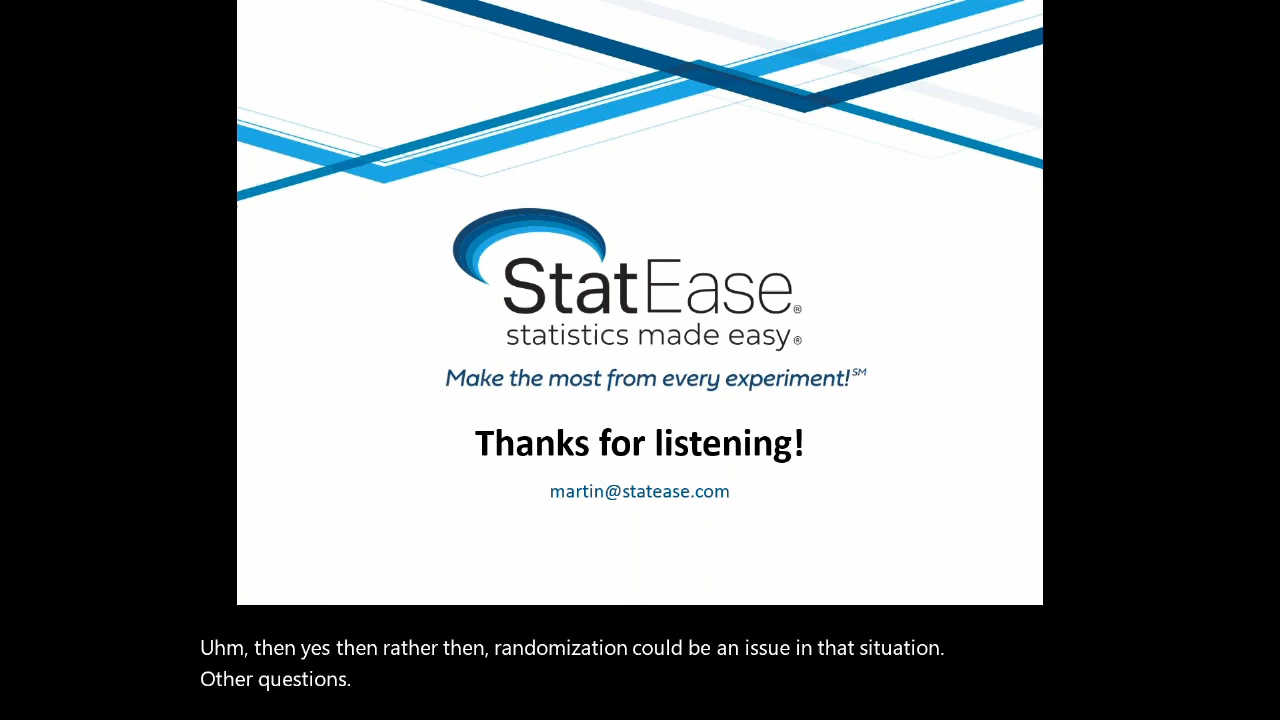 StatEase®
statistics made easy®
Make the most from every experiment!℠
Thanks for listening!
martin@statease.com
Uhm, then yes then rather then, randomization could be an issue in that situation.
Other questions.